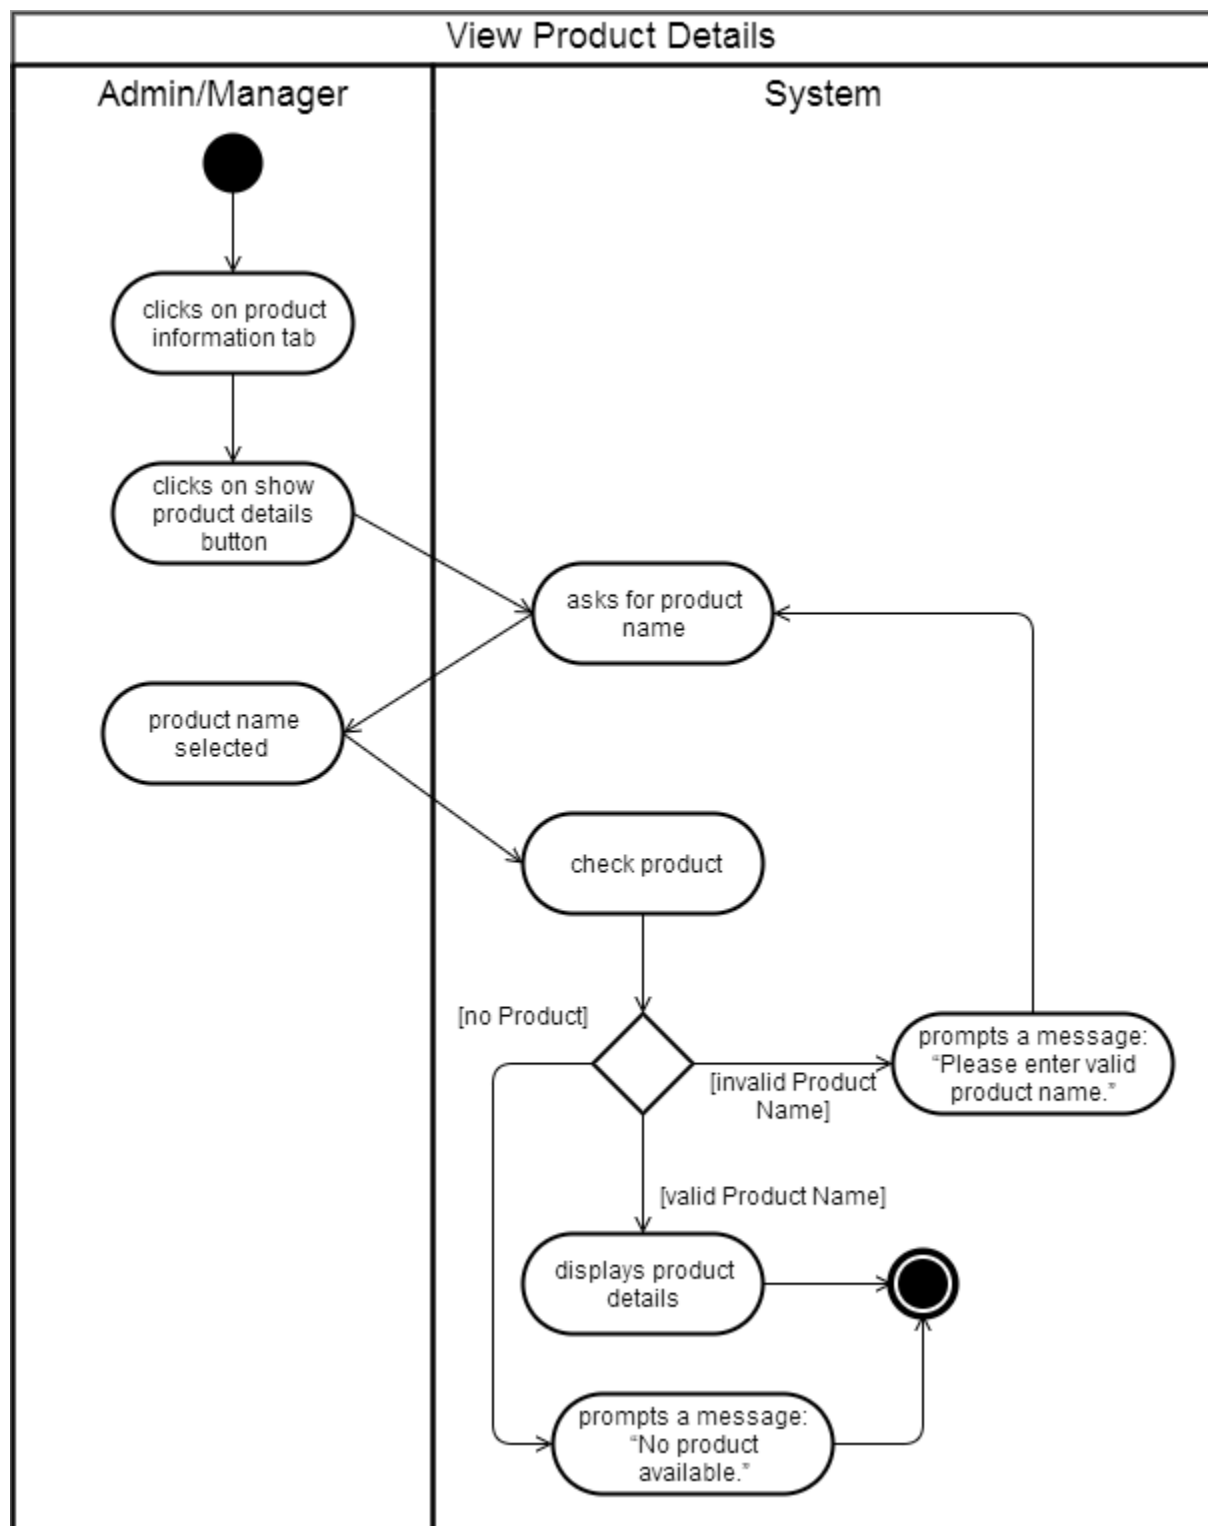 View Product Details
Admin/Manager
System
clicks on product
information tab
clicks on show
product details
button
asks for product
name
product name
selected
check product
[no Product]
[invalid Product
Name]
prompts a message:
“Please enter valid
product name.”
[valid Product Name]
displays product
details
prompts a message:
“No product
available.”